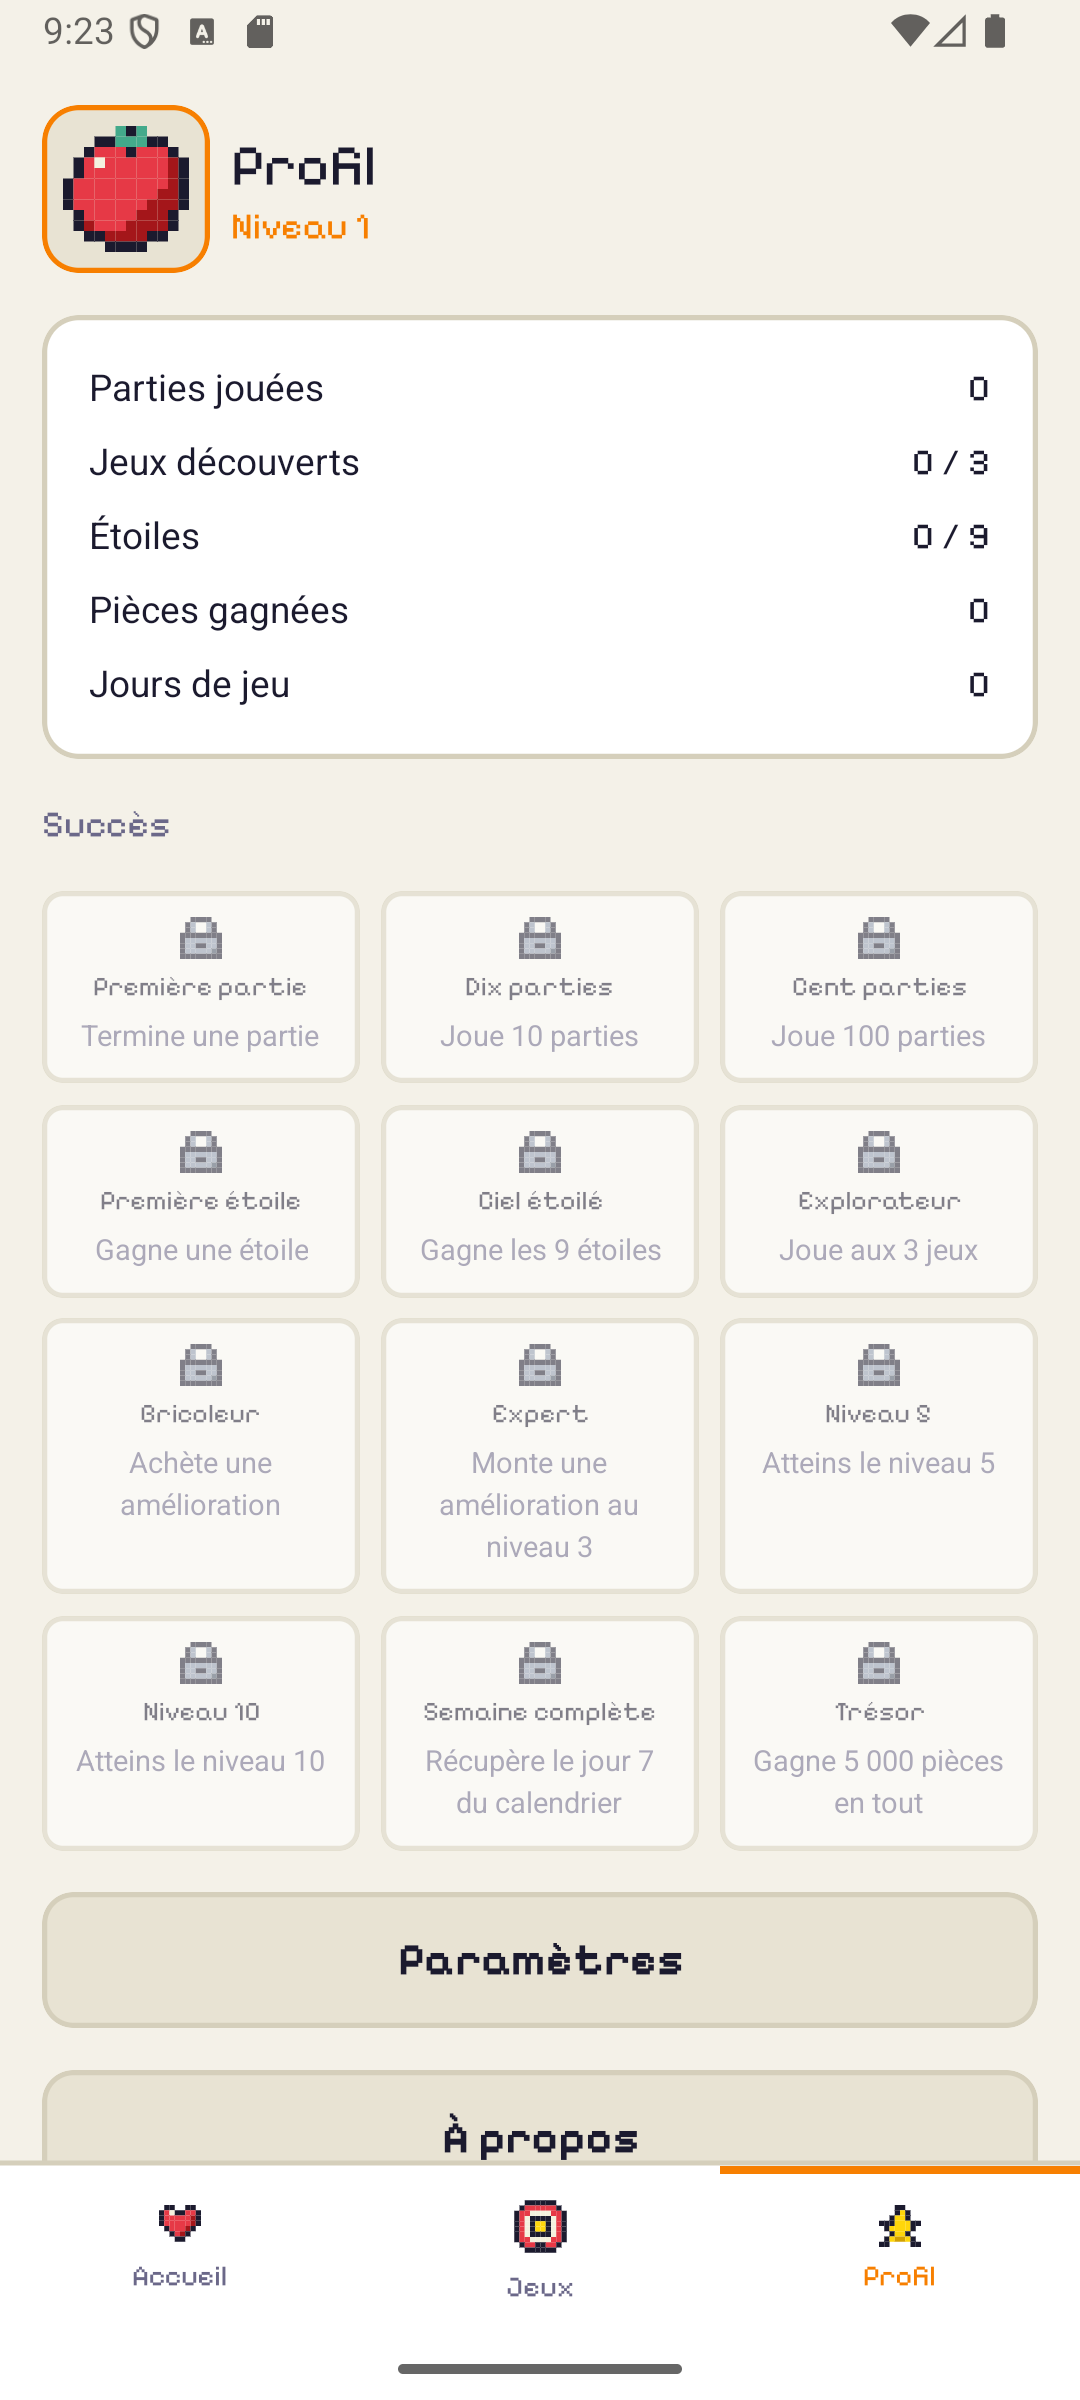 9:23
Profil
Niveau 1
Parties jouées 0
Jeux découverts 0 / 3
Étoiles 0 / 9
Pièces gagnées 0
Jours de jeu 0
Succès
Première partie
Termine une partie
Dix parties
Joue 10 parties
Cent parties
Joue 100 parties
Première étoile
Gagne une étoile
Ciel étoilé
Gagne les 9 étoiles
Explorateur
Joue aux 3 jeux
Bricoleur
Achète une
amélioration
Expert
Monte une
amélioration au
niveau 3
Niveau 5
Atteins le niveau 5
Niveau 10
Atteins le niveau 10
Semaine complète
Récupère le jour 7
du calendrier
Trésor
Gagne 5 000 pièces
en tout
Paramètres
À propos
Accueil
Jeux
Profil